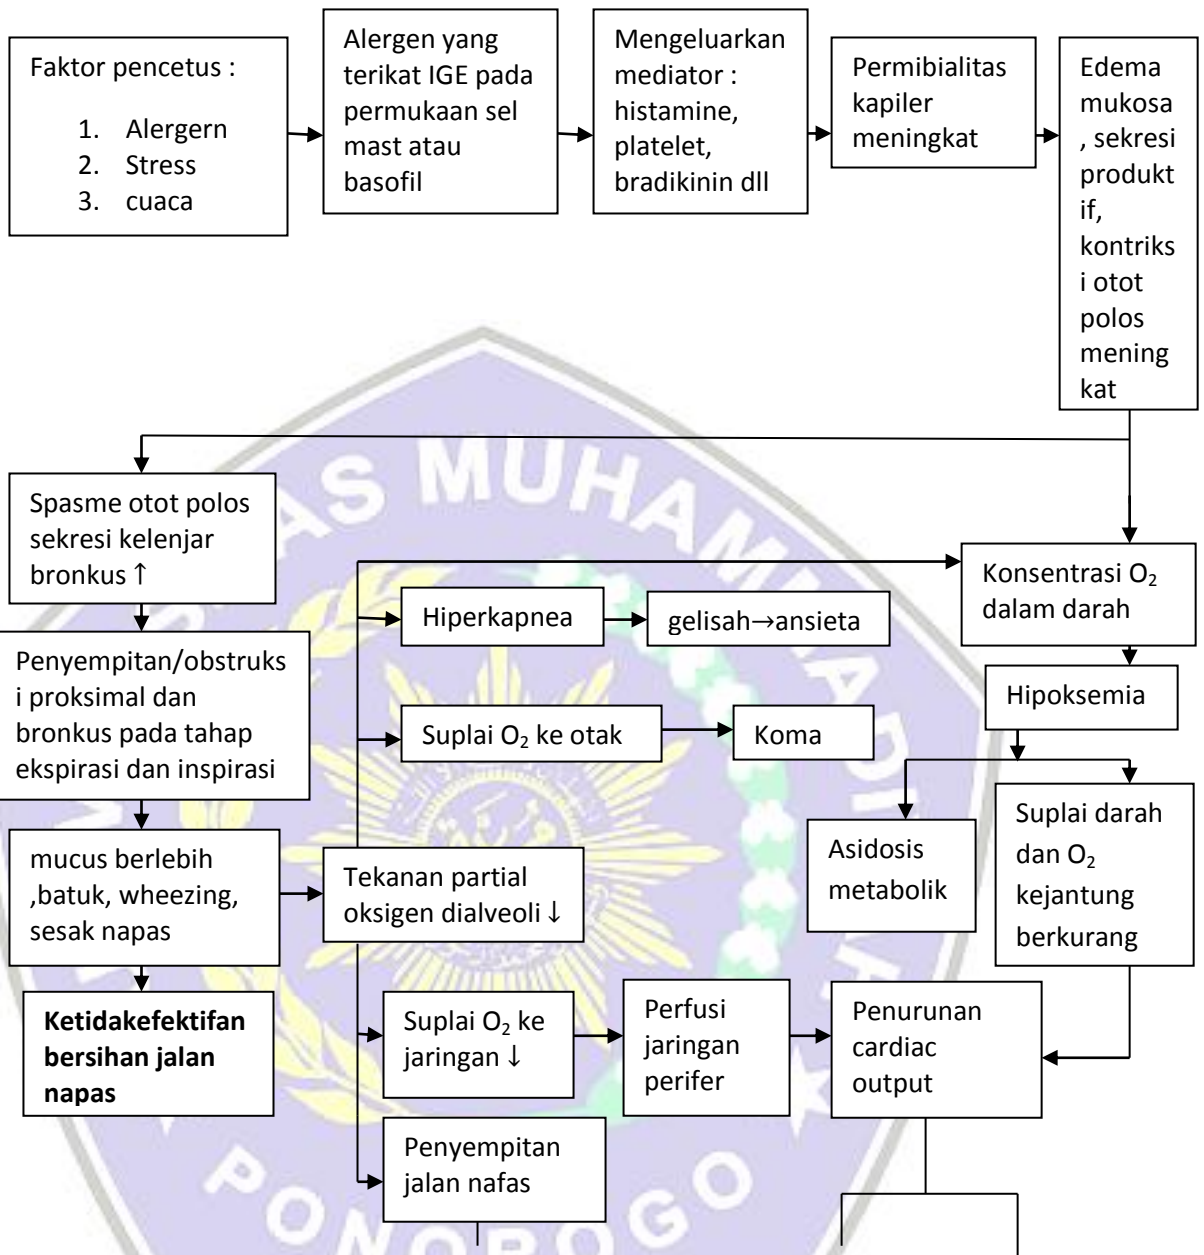 Faktor pencetus :
1. Alergern
2. Stress
3. cuaca
Alergen yang
terikat IGE pada
permukaan sel
mast atau
basofil
Mengeluarkan
mediator :
histamine,
platelet,
bradikinin dll
Permibialitas
kapiler
meningkat
Edema
mukosa
, sekresi
produkt
if,
kontriks
i otot
polos
mening
kat
Spasme otot polos
sekresi kelenjar
bronkus ↑
Konsentrasi O₂
dalam darah
Hiperkapnea
gelisah→ansieta
Penyempitan/obstruks
i proksimal dan
bronkus pada tahap
ekspirasi dan inspirasi
Hipoksemia
Suplai O₂ ke otak
Koma
mucus berlebih
,batuk, wheezing,
sesak napas
Tekanan partial
oksigen dialveoli ↓
Asidosis
metabolik
Suplai darah
dan O₂
kejantung
berkurang
Ketidakefektifan
bersihan jalan
napas
Suplai O₂ ke
jaringan ↓
Perfusi
jaringan
perifer
Penurunan
cardiac
output
Penyempitan
jalan nafas
AS MUHAMMADI
PONOROGO